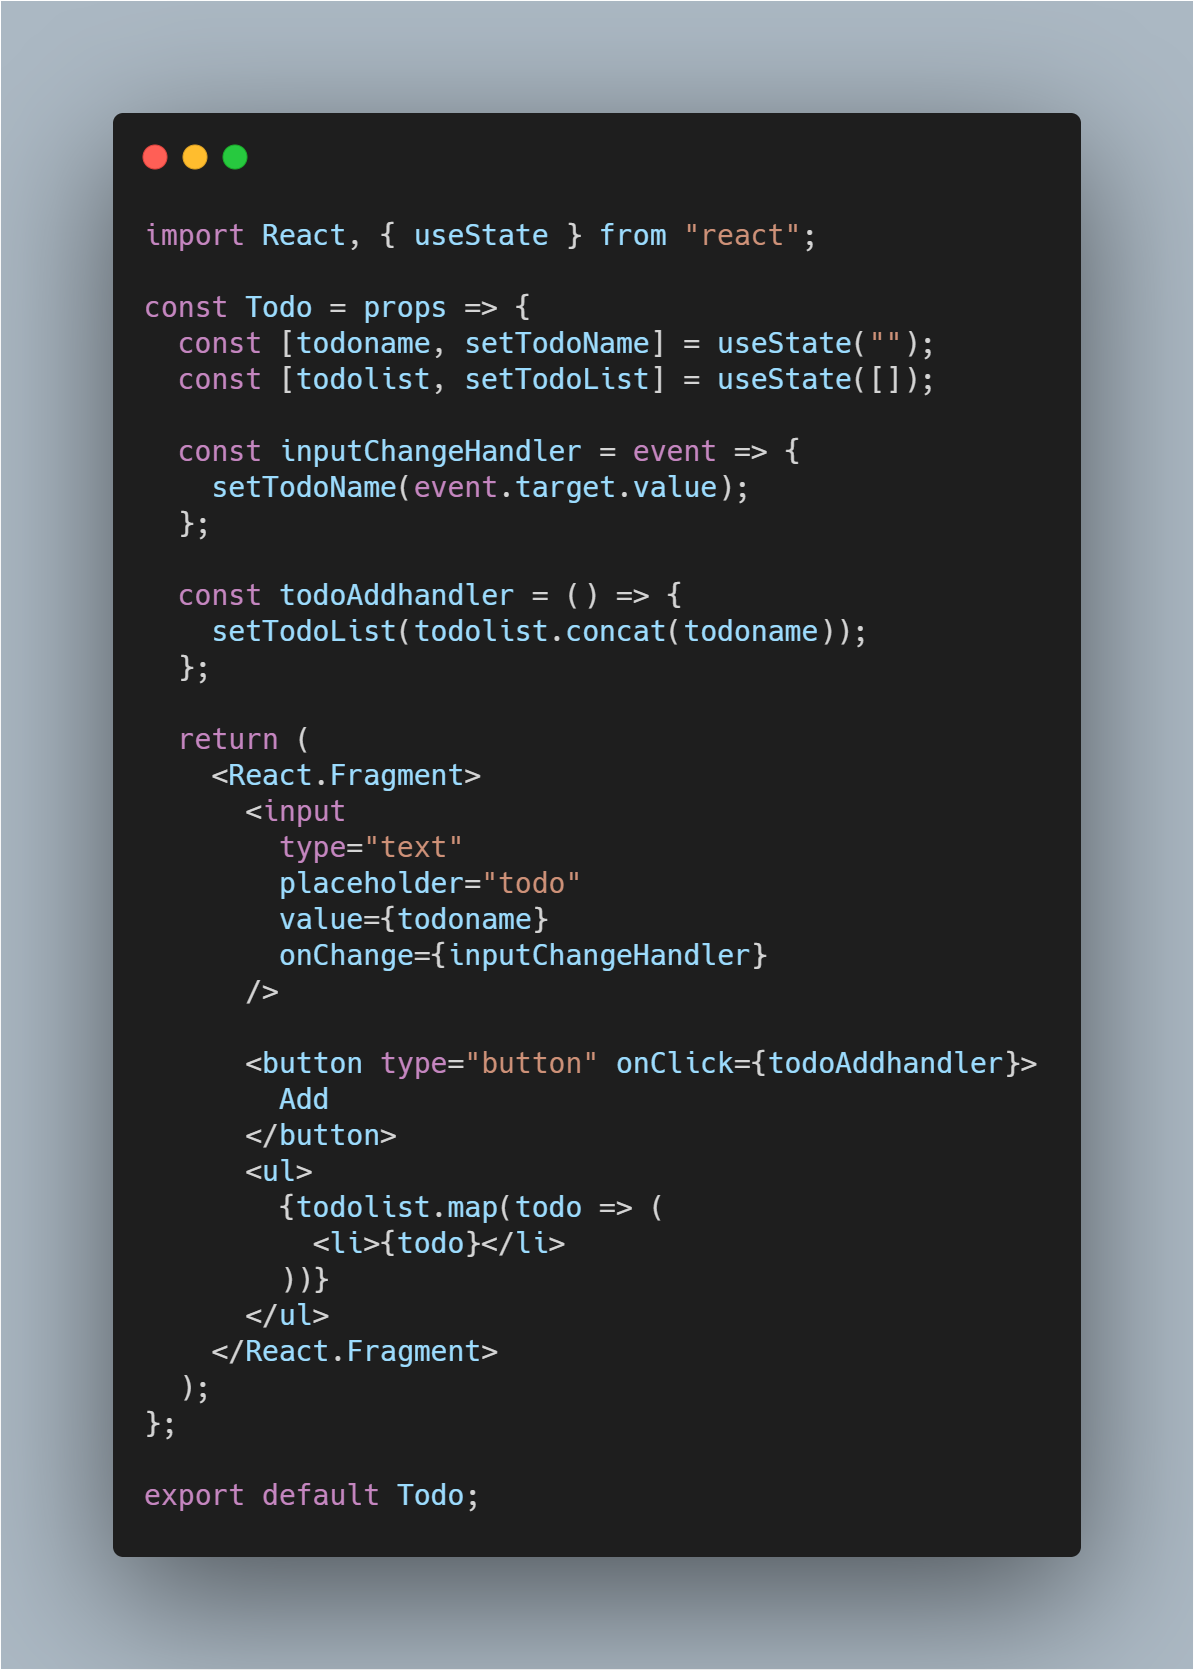 import React, { useState } from "react";

const Todo = props => {
  const [todoname, setTodoName] = useState("");
  const [todolist, setTodoList] = useState([]);

  const inputChangeHandler = event => {
    setTodoName(event.target.value);
  };

  const todoAddhandler = () => {
    setTodoList(todolist.concat(todoname));
  };

  return (
    <React.Fragment>
      <input
        type="text"
        placeholder="todo"
        value={todoname}
        onChange={inputChangeHandler}
      />

      <button type="button" onClick={todoAddhandler}>
        Add
      </button>
      <ul>
        {todolist.map(todo => (
          <li>{todo}</li>
        ))}
      </ul>
    </React.Fragment>
  );
};

export default Todo;